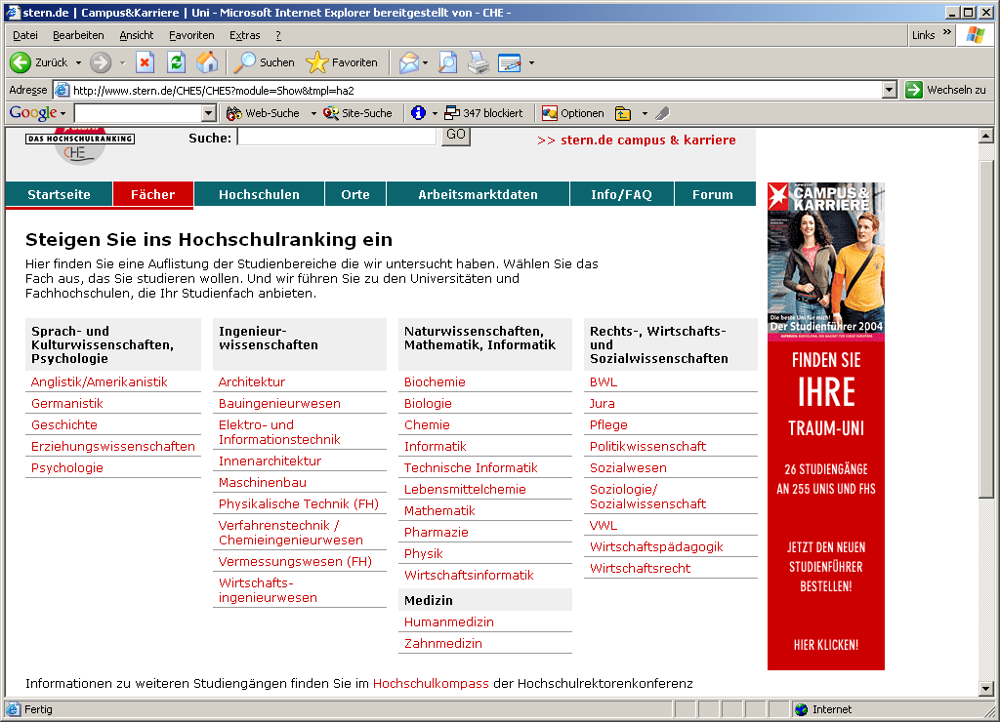 stern.de | Campus&Karriere | Uni - Microsoft Internet Explorer bereitgestellt von - CHE -
Datei Bearbeiten Ansicht Favoriten Extras ? Links »
Zurück Suchen Favoriten
Adresse http://www.stern.de/CHE5/CHE5?module=Show&tmpl=ha2 Wechseln zu
Google Web-Suche Site-Suche 347 blockiert Optionen
DAS HOCHSCHULRANKING
CHE
Suche: GO
>> stern.de campus & karriere
Startseite Fächer Hochschulen Orte Arbeitsmarktdaten Info/FAQ Forum
Steigen Sie ins Hochschulranking ein
Hier finden Sie eine Auflistung der Studienbereiche die wir untersucht haben. Wählen Sie das
Fach aus, das Sie studieren wollen. Und wir führen Sie zu den Universitäten und
Fachhochschulen, die Ihr Studienfach anbieten.
Sprach- und
Kulturwissenschaften,
Psychologie
Anglistik/Amerikanistik
Germanistik
Geschichte
Erziehungswissenschaften
Psychologie
Ingenieur-
wissenschaften
Architektur
Bauingenieurwesen
Elektro- und
Informationstechnik
Innenarchitektur
Maschinenbau
Physikalische Technik (FH)
Verfahrenstechnik /
Chemieingenieurwesen
Vermessungswesen (FH)
Wirtschafts-
ingenieurwesen
Naturwissenschaften,
Mathematik, Informatik
Biochemie
Biologie
Chemie
Informatik
Technische Informatik
Lebensmittelchemie
Mathematik
Pharmazie
Physik
Wirtschaftsinformatik
Medizin
Humanmedizin
Zahnmedizin
Rechts-, Wirtschafts-
und
Sozialwissenschaften
BWL
Jura
Pflege
Politikwissenschaft
Sozialwesen
Soziologie/
Sozialwissenschaft
VWL
Wirtschaftspädagogik
Wirtschaftsrecht
Informationen zu weiteren Studiengängen finden Sie im Hochschulkompass der Hochschulrektorenkonferenz
CAMPUS &
KARRIERE
Die beste Uni für mich!
Der Studienführer 2004
FINDEN SIE
IHRE
TRAUM-UNI
26 STUDIENGÄNGE
AN 255 UNIS UND FHS
JETZT DEN NEUEN
STUDIENFÜHRER
BESTELLEN!
HIER KLICKEN!
Fertig Internet